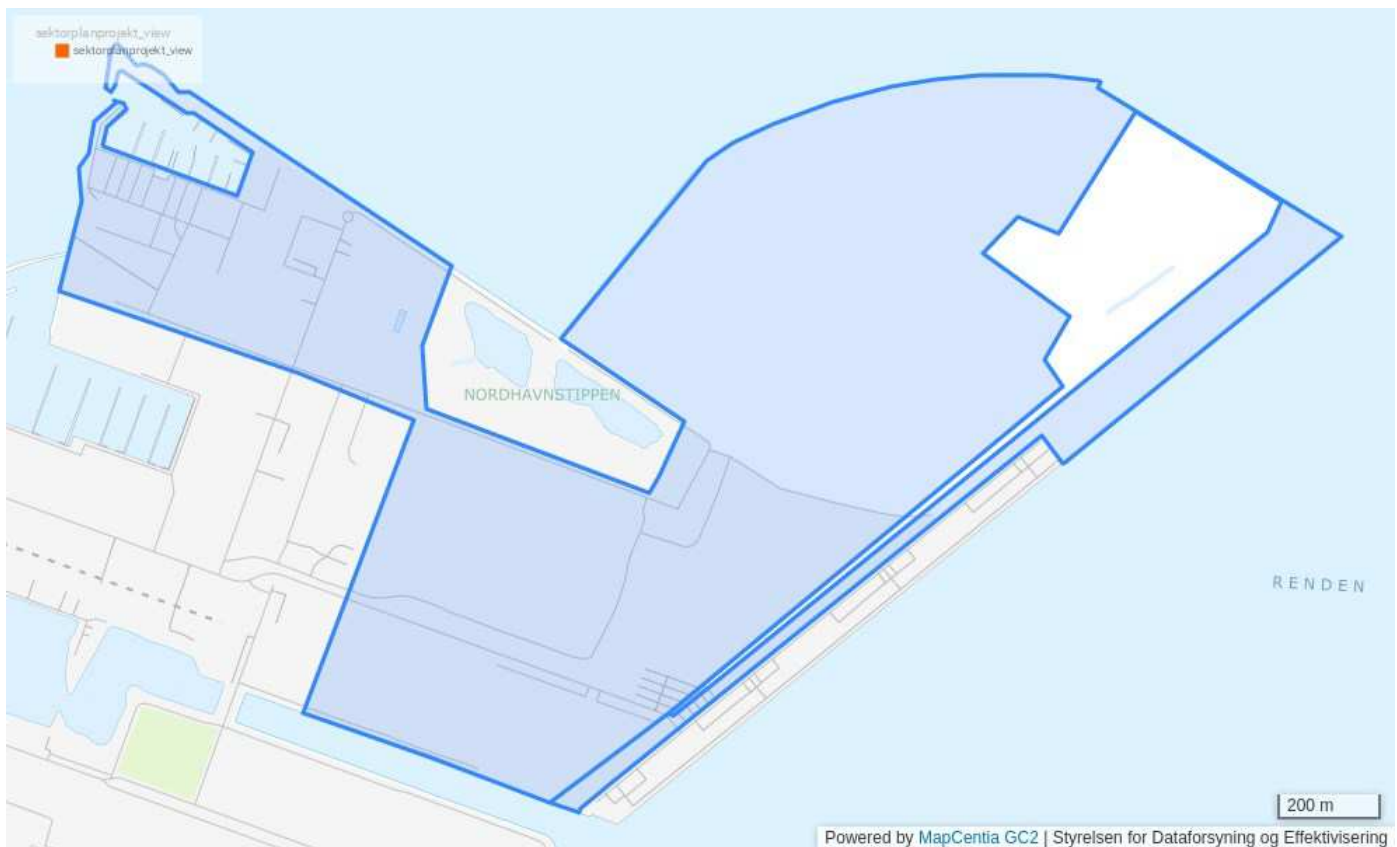 sektorplanprojekt_view
sektorplanprojekt_view
NORDHAVNSTIPPEN
RENDEN
200 m
Powered by MapCentia GC2 | Styrelsen for Dataforsyning og Effektivisering